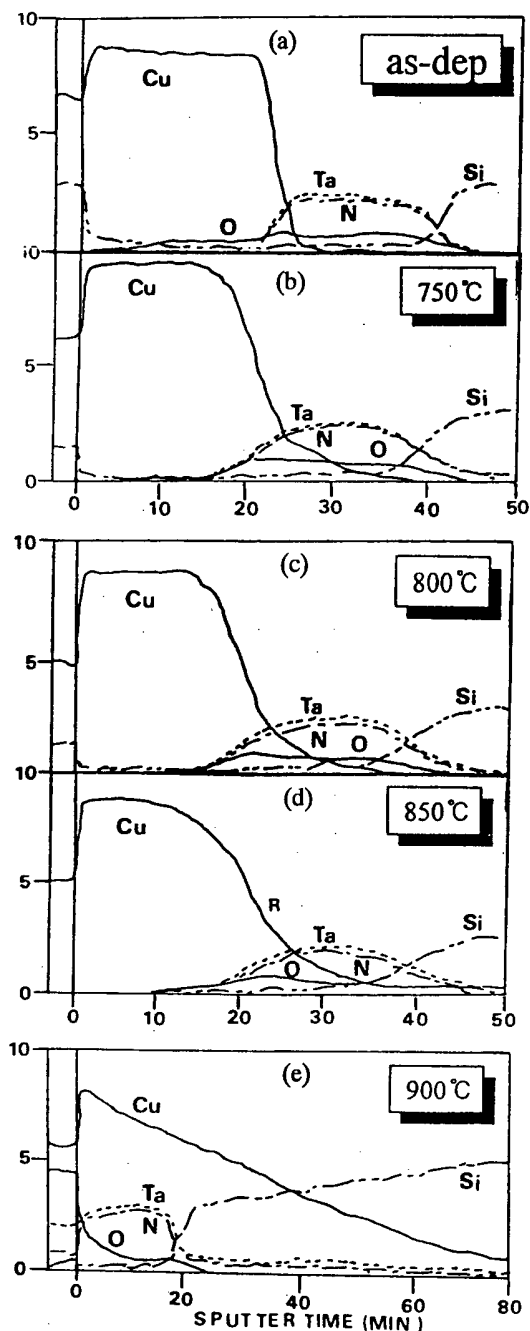 10
(a)
as-dep
Cu
5
Ta
Si
N
O
10
(b)
750°C
Cu
5
Ta
Si
N
O
0
0
10
20
30
40
50
10
(c)
800°C
Cu
5
Ta
Si
N
O
10
(d)
850°C
Cu
5
R
Ta
Si
O
N
0
0
10
20
30
40
50
10
(e)
900°C
Cu
5
Ta
Si
N
O
0
0
20
40
60
80
SPUTTER TIME (MIN)